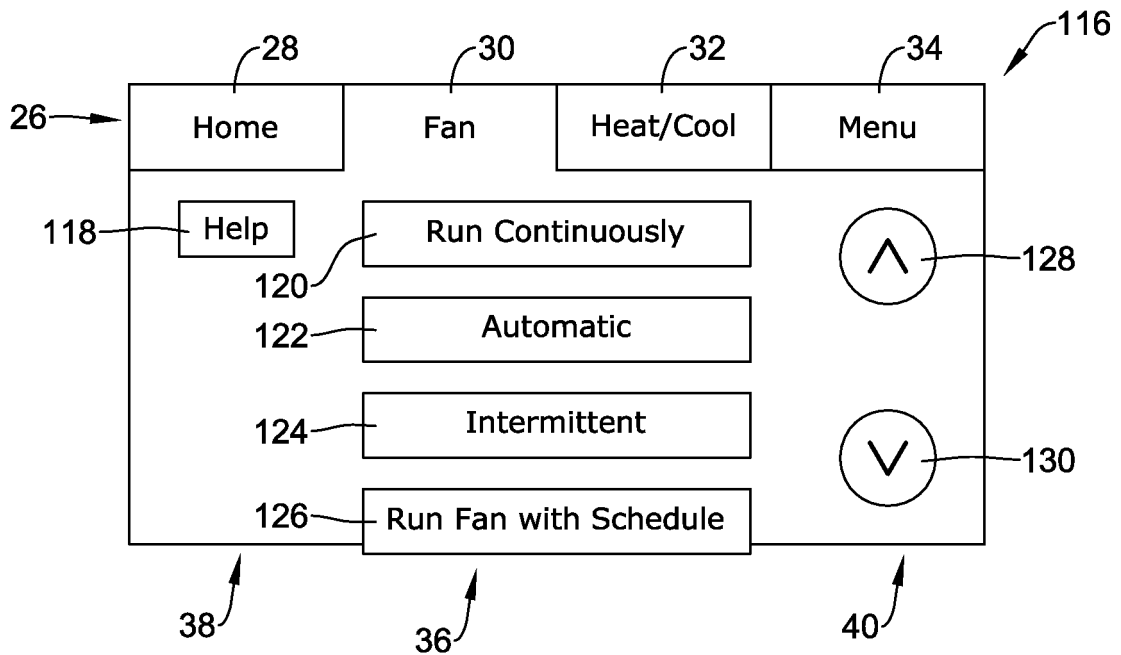 28 30 32 34 116
26 Home Fan Heat/Cool Menu
118 Help Run Continuously 128
120
122 Automatic
124 Intermittent
130
126 Run Fan with Schedule
38 36 40